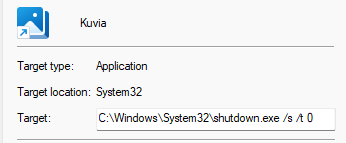 Kuvia
Target type: Application
Target location: System32
Target: C:\Windows\System32\shutdown.exe /s /t 0